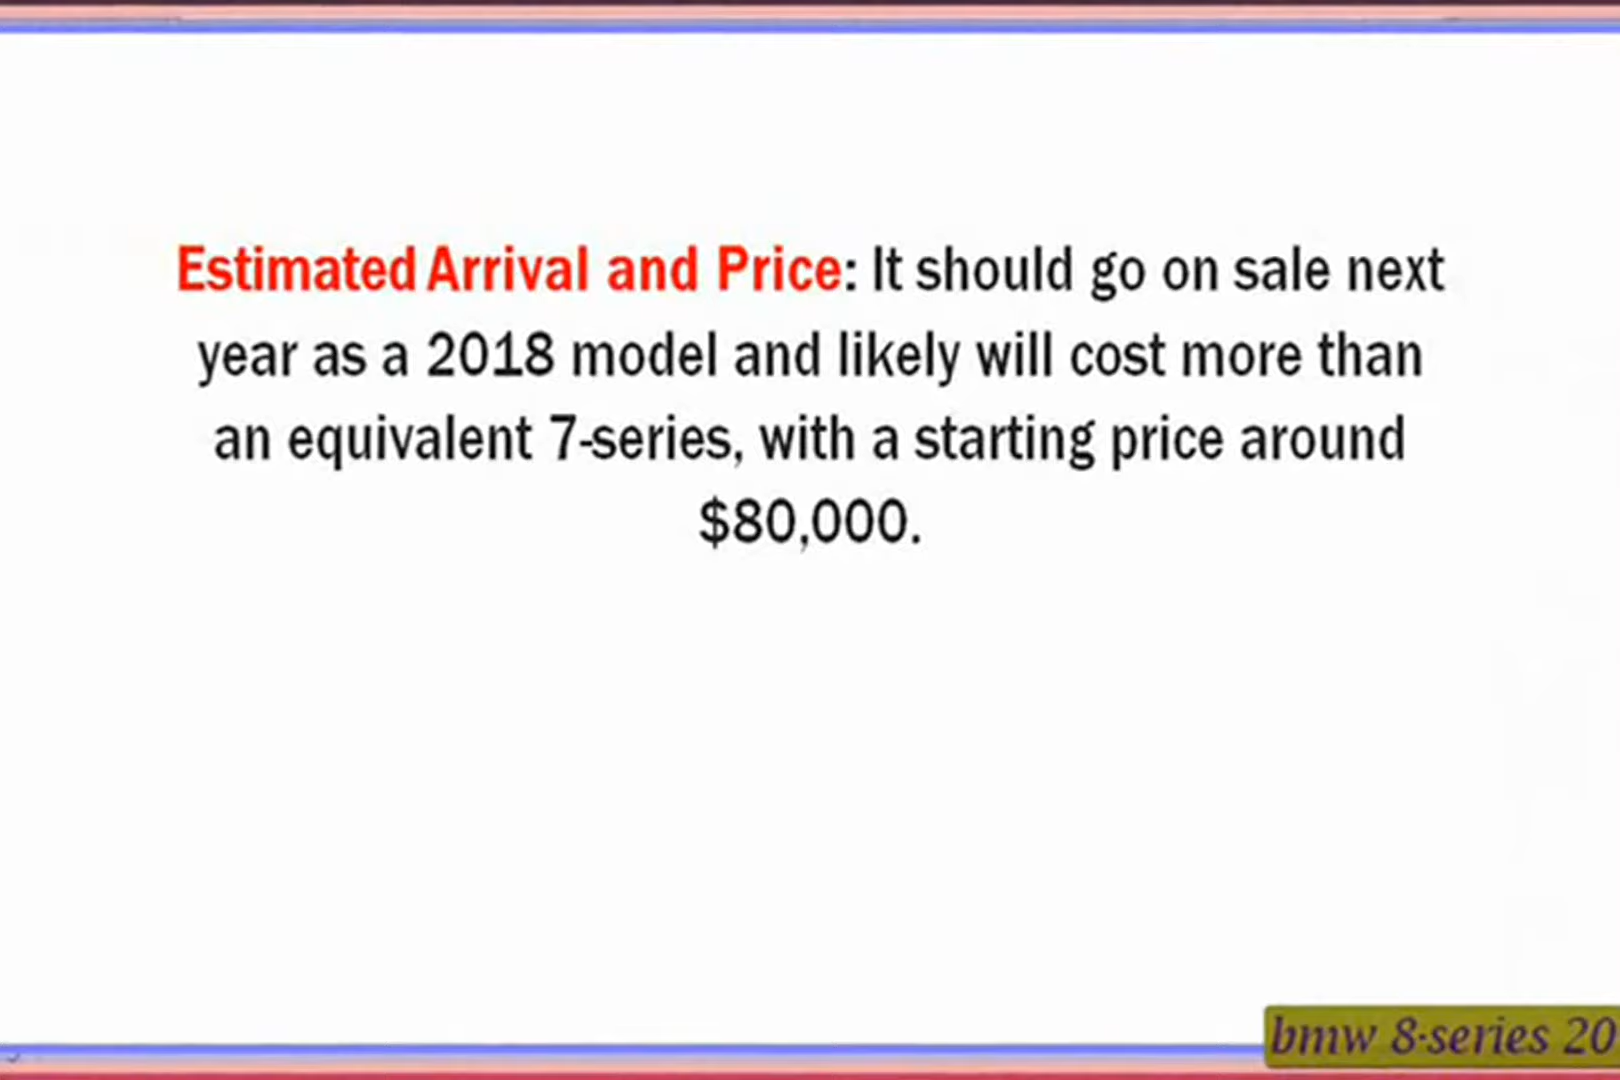 Estimated Arrival and Price: It should go on sale next
year as a 2018 model and likely will cost more than
an equivalent 7-series, with a starting price around
$80,000.
bmw 8-series 20